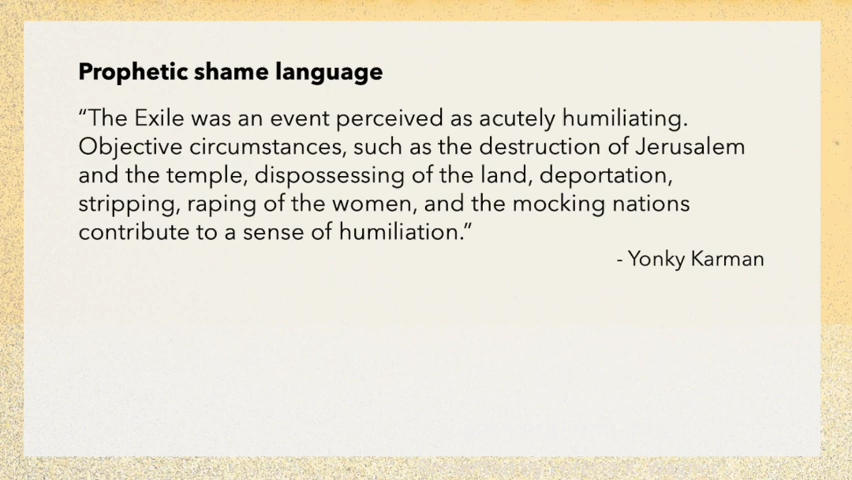 Prophetic shame language
“The Exile was an event perceived as acutely humiliating.
Objective circumstances, such as the destruction of Jerusalem
and the temple, dispossessing of the land, deportation,
stripping, raping of the women, and the mocking nations
contribute to a sense of humiliation.”
- Yonky Karman